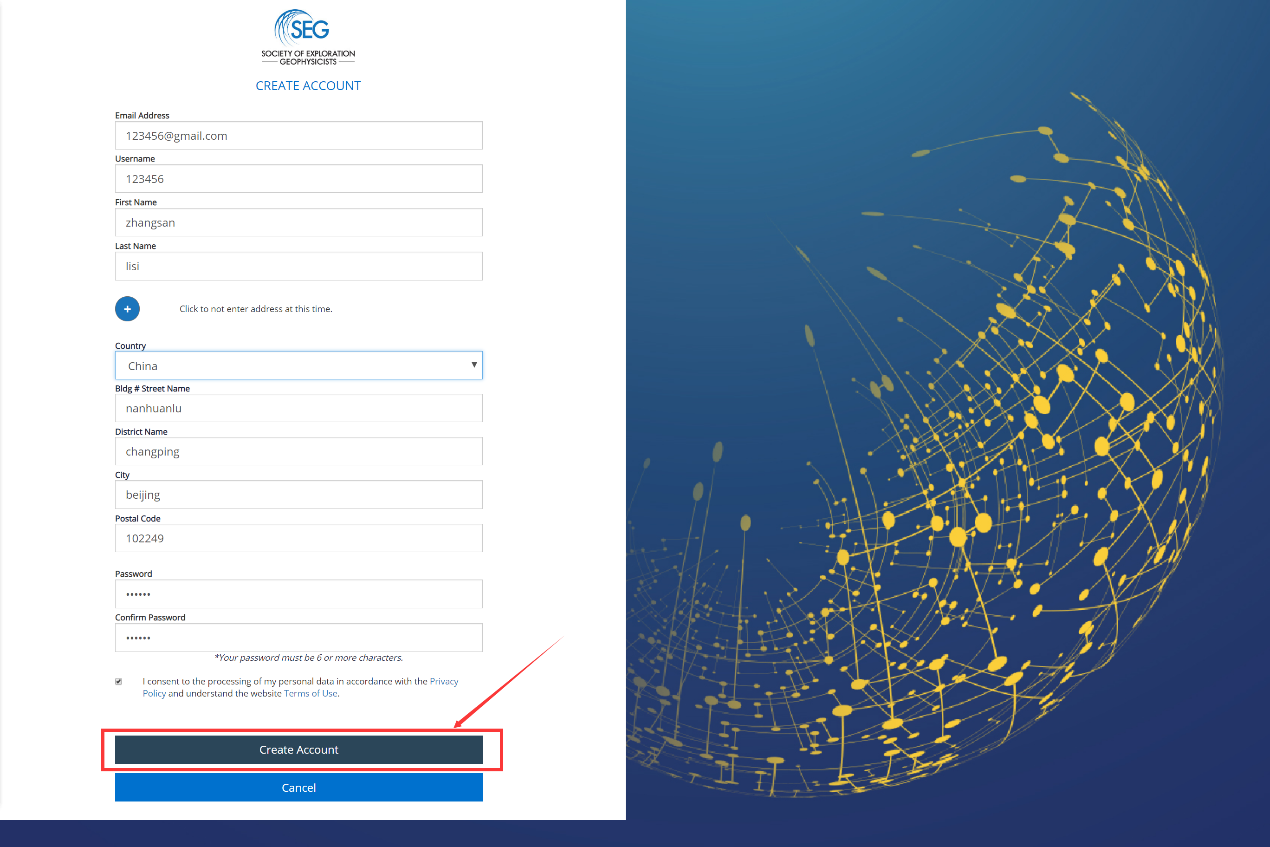 SEG
SOCIETY OF EXPLORATION
GEOPHYSICISTS
CREATE ACCOUNT
Email Address
123456@gmail.com
Username
123456
First Name
zhangsan
Last Name
lisi
+ Click to not enter address at this time.
Country
China
Bldg # Street Name
nanhuanlu
District Name
changping
City
beijing
Postal Code
102249
Password
••••••
Confirm Password
••••••
*Your password must be 6 or more characters.
I consent to the processing of my personal data in accordance with the Privacy
Policy and understand the website Terms of Use.
Create Account
Cancel